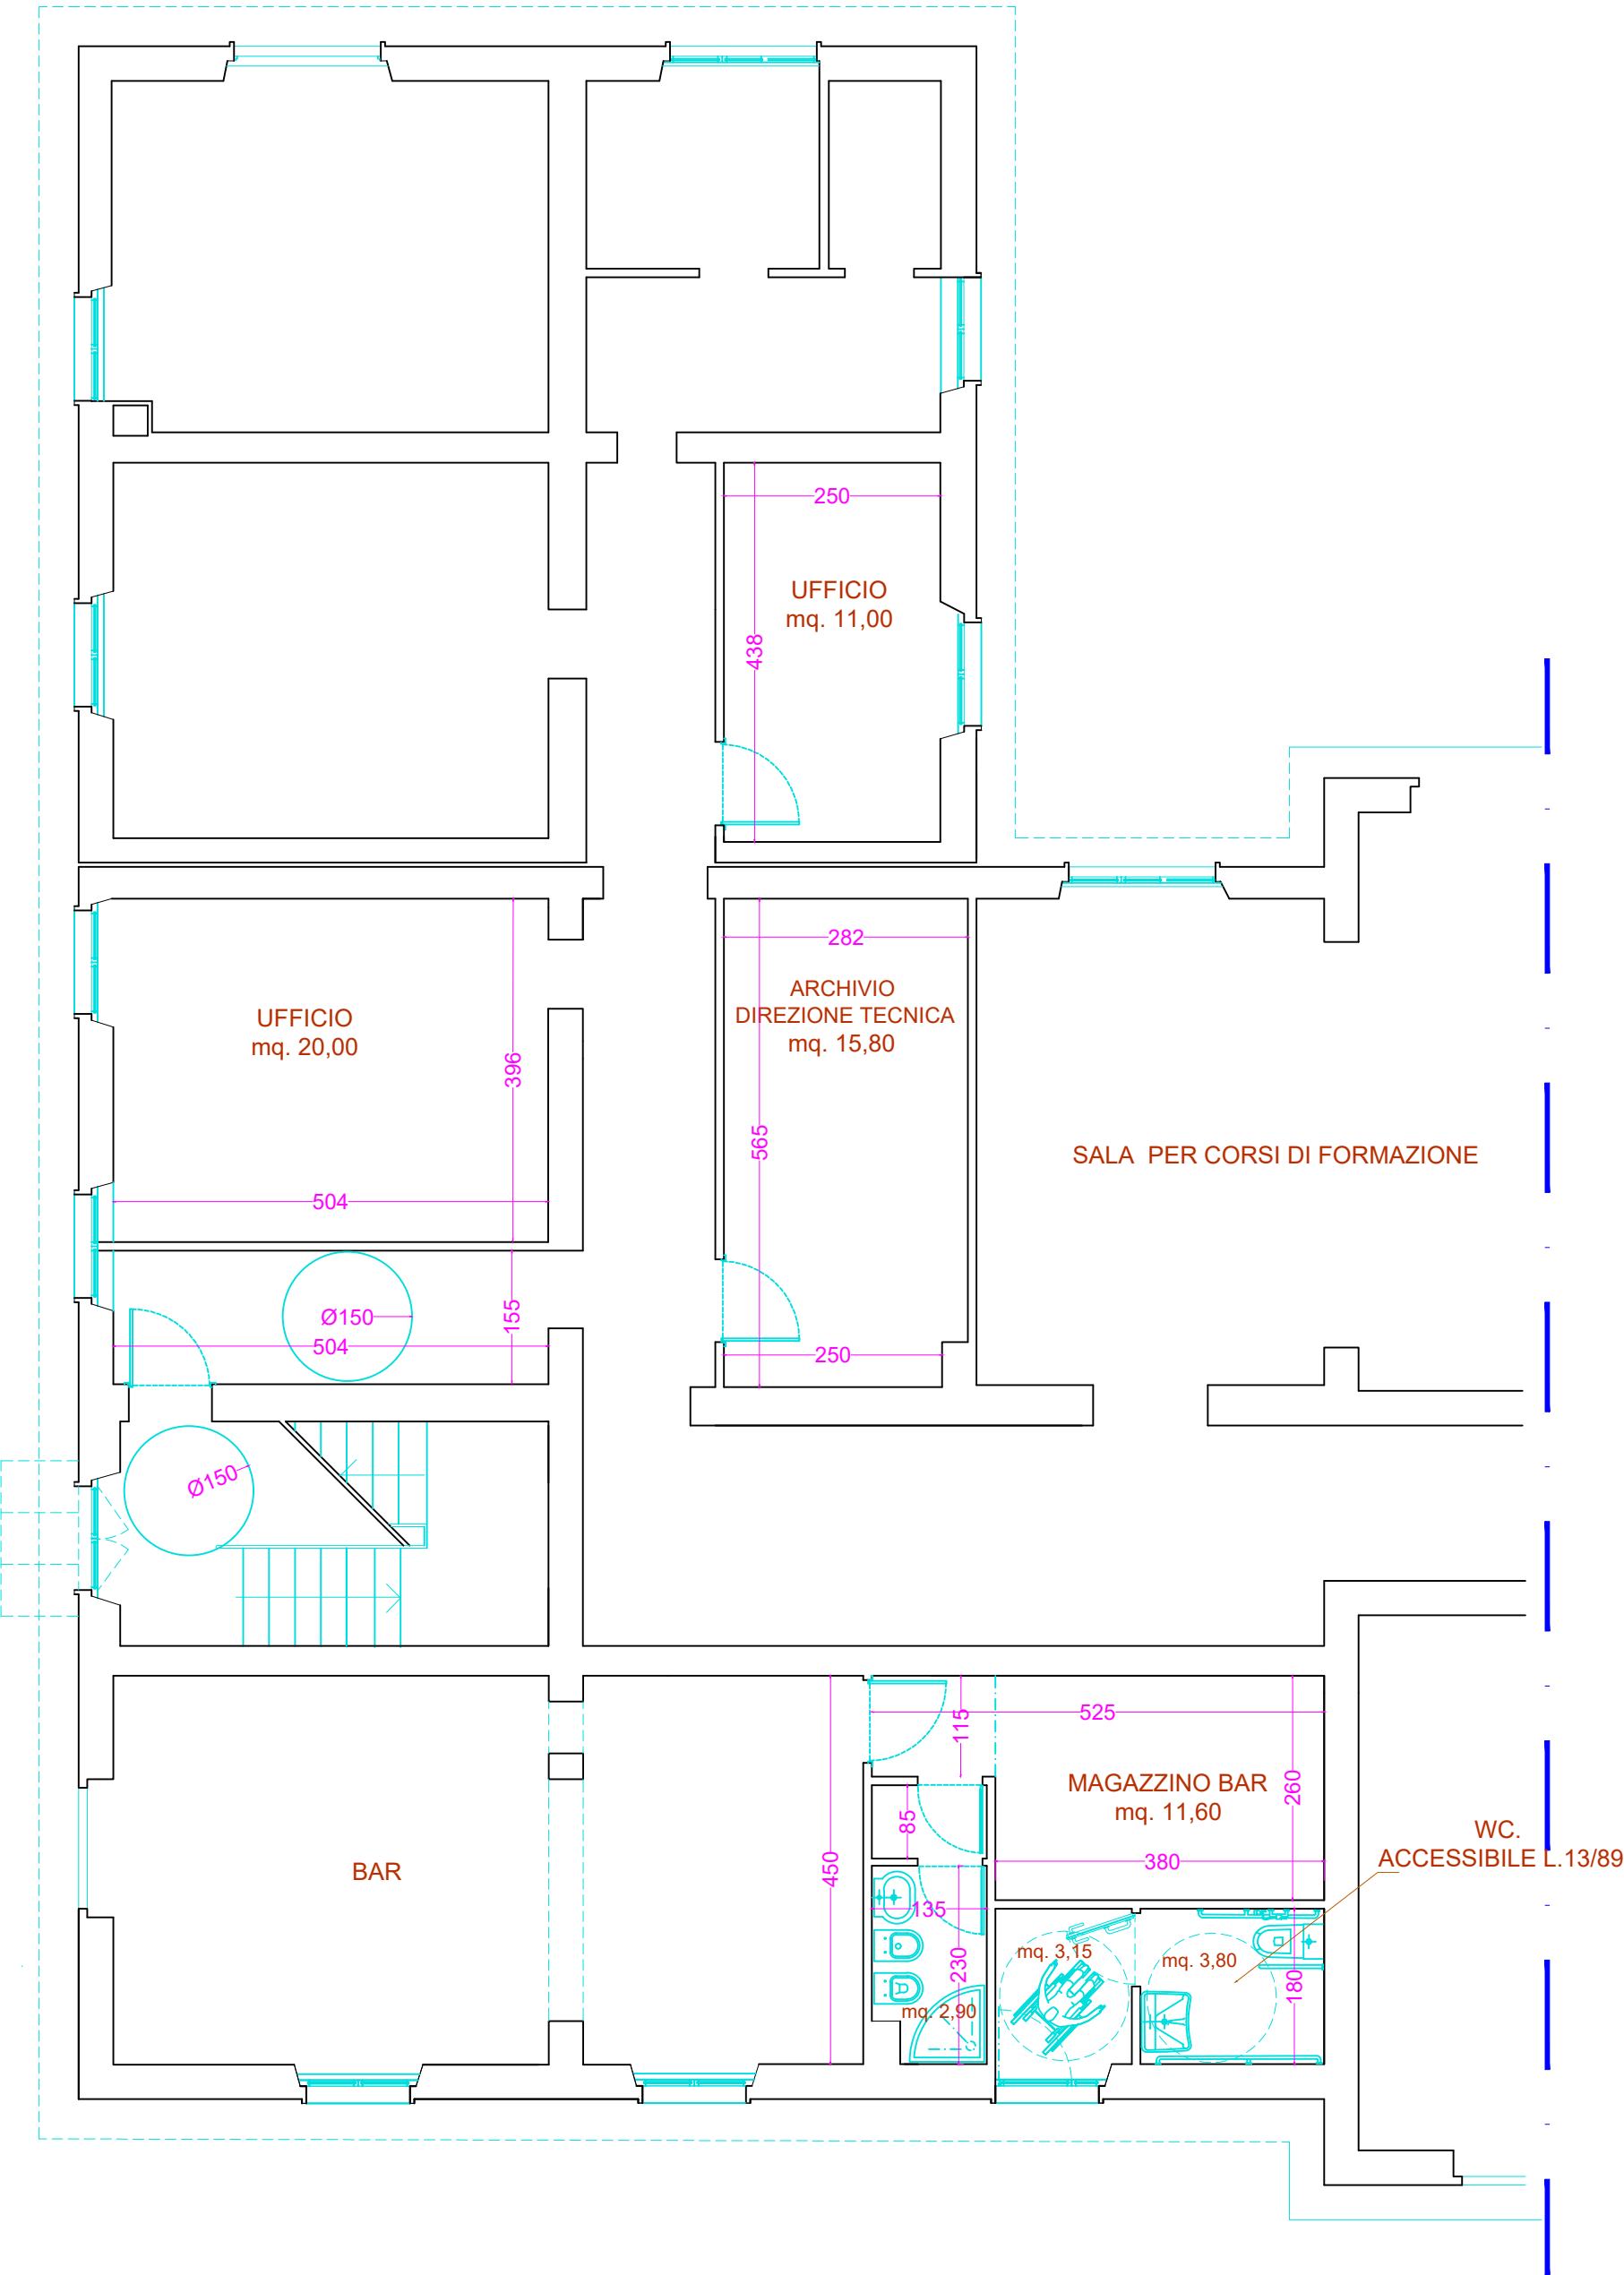 250
UFFICIO
mq. 11,00
438
282
ARCHIVIO
DIREZIONE TECNICA
mq. 15,80
UFFICIO
mq. 20,00
396
565
SALA PER CORSI DI FORMAZIONE
504
Ø150
155
504
250
Ø150
525
115
MAGAZZINO BAR
mq. 11,60
260
85
WC.
ACCESSIBILE L.13/89
BAR
450
380
135
mq. 3,15
mq. 3,80
230
180
mq. 2,90